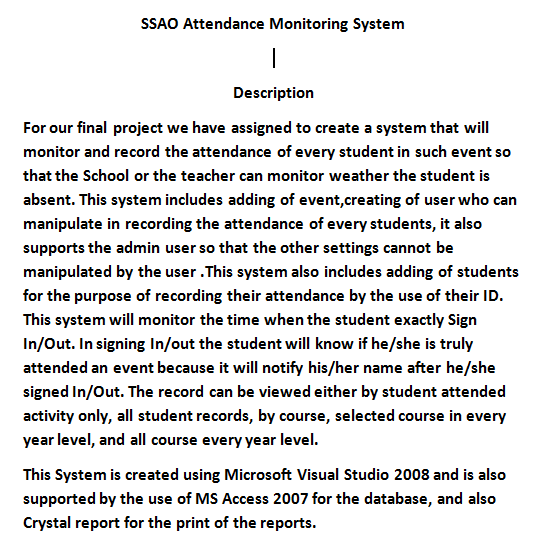 SSAO Attendance Monitoring System
Description
For our final project we have assigned to create a system that will
monitor and record the attendance of every student in such event so
that the School or the teacher can monitor weather the student is
absent. This system includes adding of event,creating of user who can
manipulate in recording the attendance of every students, it also
supports the admin user so that the other settings cannot be
manipulated by the user .This system also includes adding of students
for the purpose of recording their attendance by the use of their ID.
This system will monitor the time when the student exactly Sign
In/Out. In signing In/out the student will know if he/she is truly
attended an event because it will notify his/her name after he/she
signed In/Out. The record can be viewed either by student attended
activity only, all student records, by course, selected course in every
year level, and all course every year level.
This System is created using Microsoft Visual Studio 2008 and is also
supported by the use of MS Access 2007 for the database, and also
Crystal report for the print of the reports.